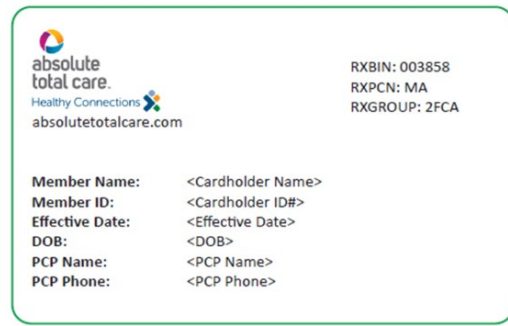 absolute
total care.
Healthy Connections
absolutetotalcare.com
RXBIN: 003858
RXPCN: MA
RXGROUP: 2FCA
Member Name: <Cardholder Name>
Member ID: <Cardholder ID#>
Effective Date: <Effective Date>
DOB: <DOB>
PCP Name: <PCP Name>
PCP Phone: <PCP Phone>